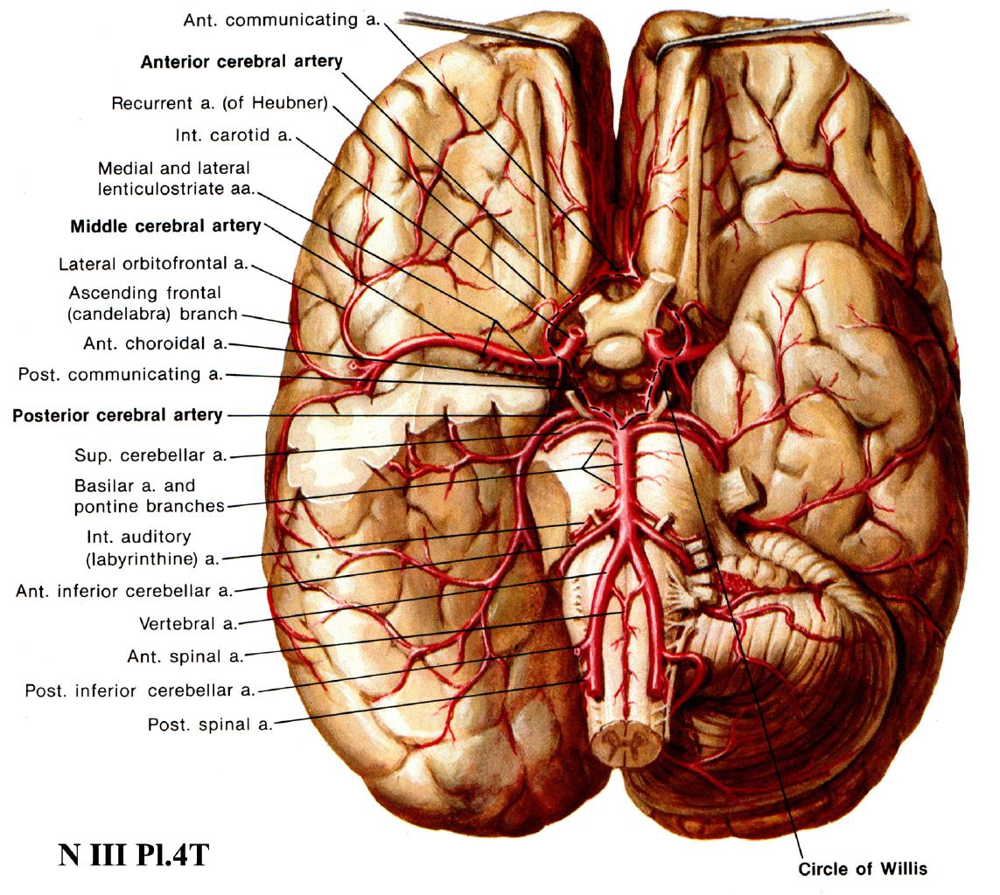 Ant. communicating a.
Anterior cerebral artery
Recurrent a. (of Heubner)
Int. carotid a.
Medial and lateral
lenticulostriate aa.
Middle cerebral artery
Lateral orbitofrontal a.
Ascending frontal
(candelabra) branch
Ant. choroidal a.
Post. communicating a.
Posterior cerebral artery
Sup. cerebellar a.
Basilar a. and
pontine branches
Int. auditory
(labyrinthine) a.
Ant. inferior cerebellar a.
Vertebral a.
Ant. spinal a.
Post. inferior cerebellar a.
Post. spinal a.
N III Pl.4T
Circle of Willis